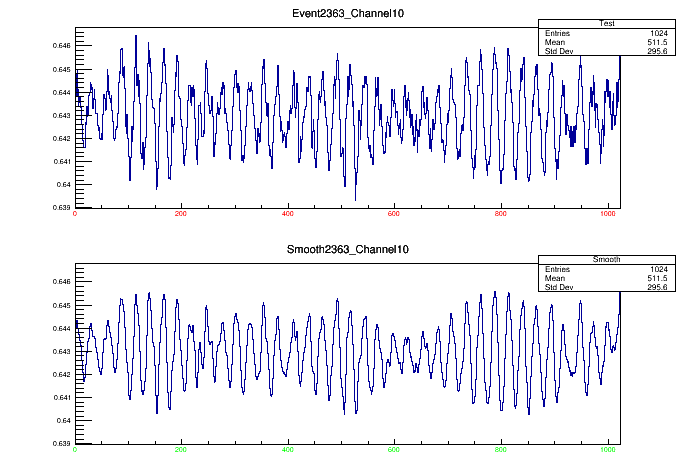 Event2363_Channel10
Test
Entries 1024
Mean 511.5
Std Dev 295.6
0.646
0.645
0.644
0.643
0.642
0.641
0.64
0.639
0 200 400 600 800 1000
Smooth2363_Channel10
Smooth
Entries 1024
Mean 511.5
Std Dev 295.6
0.646
0.645
0.644
0.643
0.642
0.641
0.64
0.639
0 200 400 600 800 1000